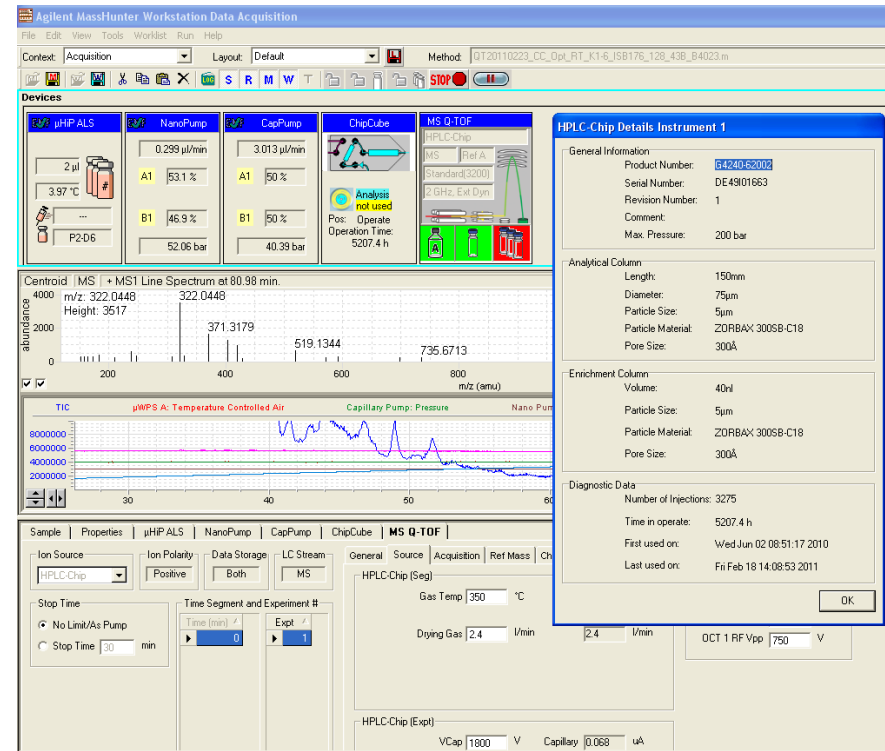 Agilent MassHunter Workstation Data Acquisition
File Edit View Tools Worklist Run Help
Context: Acquisition Layout: Default Method: QT20110223_CC_Opt_RT_K1-6_ISB176_128_43B_B4023.m
LOG S R M W T STOP
Devices
µHiP ALS
2 µl
3.97 °C
#
---
P2-D6
NanoPump
0.299 µl/min
A1 53.1 %
B1 46.9 %
52.06 bar
CapPump
3.013 µl/min
A1 50 %
B1 50 %
40.39 bar
ChipCube
Analysis
not used
Pos: Operate
Operation Time:
5207.4 h
MS Q-TOF
HPLC-Chip
MS Ref A
Standard(3200)
2 GHz, Ext Dyn
A
Centroid MS + MS1 Line Spectrum at 80.98 min.
m/z: 322.0448
Height: 3517
322.0448
371.3179
519.1344
735.6713
abundance
4000
2000
0
200 400 600 800
m/z (amu)
TIC µWPS A: Temperature Controlled Air Capillary Pump: Pressure Nano Pum
8000000
6000000
4000000
2000000
30 40 50 60
Sample Properties µHiP ALS NanoPump CapPump ChipCube MS Q-TOF
Ion Source
HPLC-Chip
Ion Polarity
Positive
Data Storage
Both
LC Stream
MS
Stop Time
No Limit/As Pump
Stop Time 30 min
Time Segment and Experiment #
Time (min) Expt
0 1
General Source Acquisition Ref Mass Ch
HPLC-Chip (Seg)
Gas Temp 350 °C
Drying Gas 2.4 l/min 2.4 l/min
HPLC-Chip (Expt)
VCap 1800 V Capillary 0.068 uA
OCT 1 RF Vpp 750 V
HPLC-Chip Details Instrument 1
General Information
Product Number: G4240-62002
Serial Number: DE49I01663
Revision Number: 1
Comment:
Max. Pressure: 200 bar
Analytical Column
Length: 150mm
Diameter: 75µm
Particle Size: 5µm
Particle Material: ZORBAX 300SB-C18
Pore Size: 300Å
Enrichment Column
Volume: 40nl
Particle Size: 5µm
Particle Material: ZORBAX 300SB-C18
Pore Size: 300Å
Diagnostic Data
Number of Injections: 3275
Time in operate: 5207.4 h
First used on: Wed Jun 02 08:51:17 2010
Last used on: Fri Feb 18 14:08:53 2011
OK